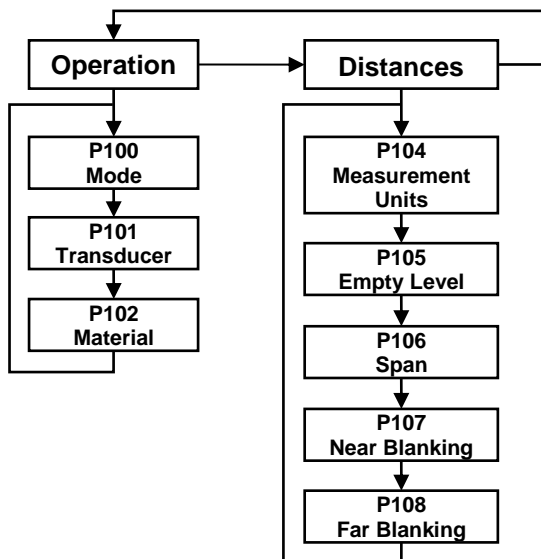 Operation
Distances
P100
Mode
P101
Transducer
P102
Material
P104
Measurement
Units
P105
Empty Level
P106
Span
P107
Near Blanking
P108
Far Blanking